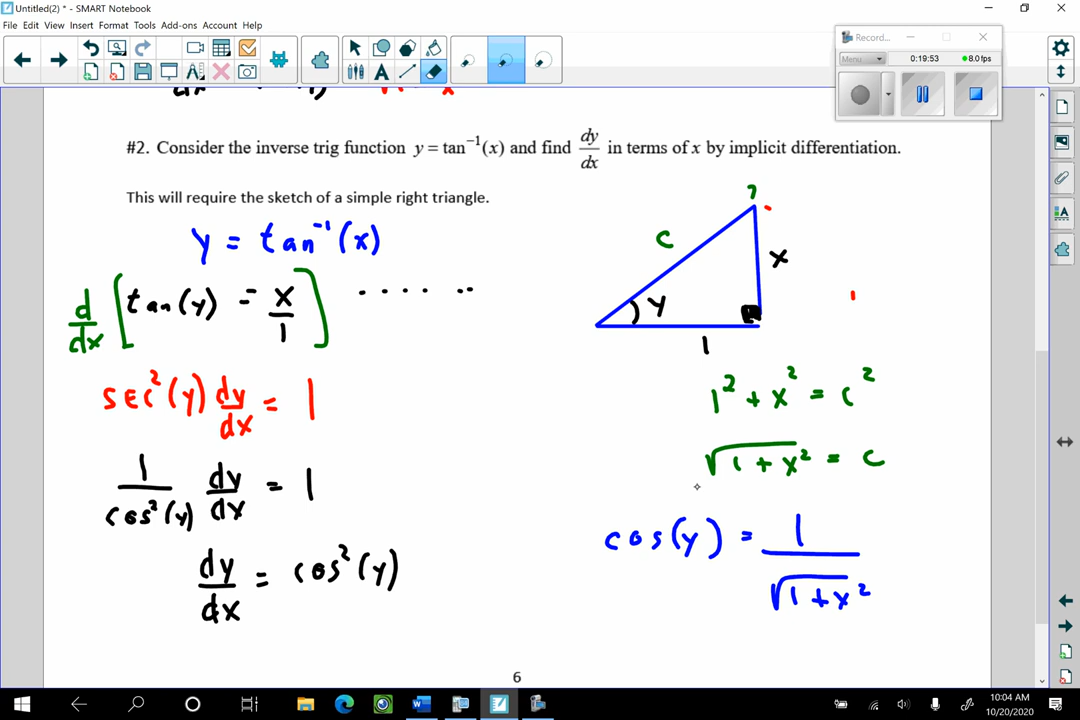 Untitled(2) * - SMART Notebook
File Edit View Insert Format Tools Add-ons Account Help
Record...
Menu 0:19:53 8.0 fps
#2. Consider the inverse trig function y = tan⁻¹(x) and find dy/dx in terms of x by implicit differentiation.
This will require the sketch of a simple right triangle.
y = tan⁻¹(x)
d/dx [tan(y) = x/1] . . . . . . .
sec²(y) dy/dx = 1
1/cos²(y) dy/dx = 1
dy/dx = cos²(y)
?
c
x
y
1
1² + x² = c²
√1 + x² = c
cos(y) = 1/√1 + x²
6
10:04 AM
10/20/2020